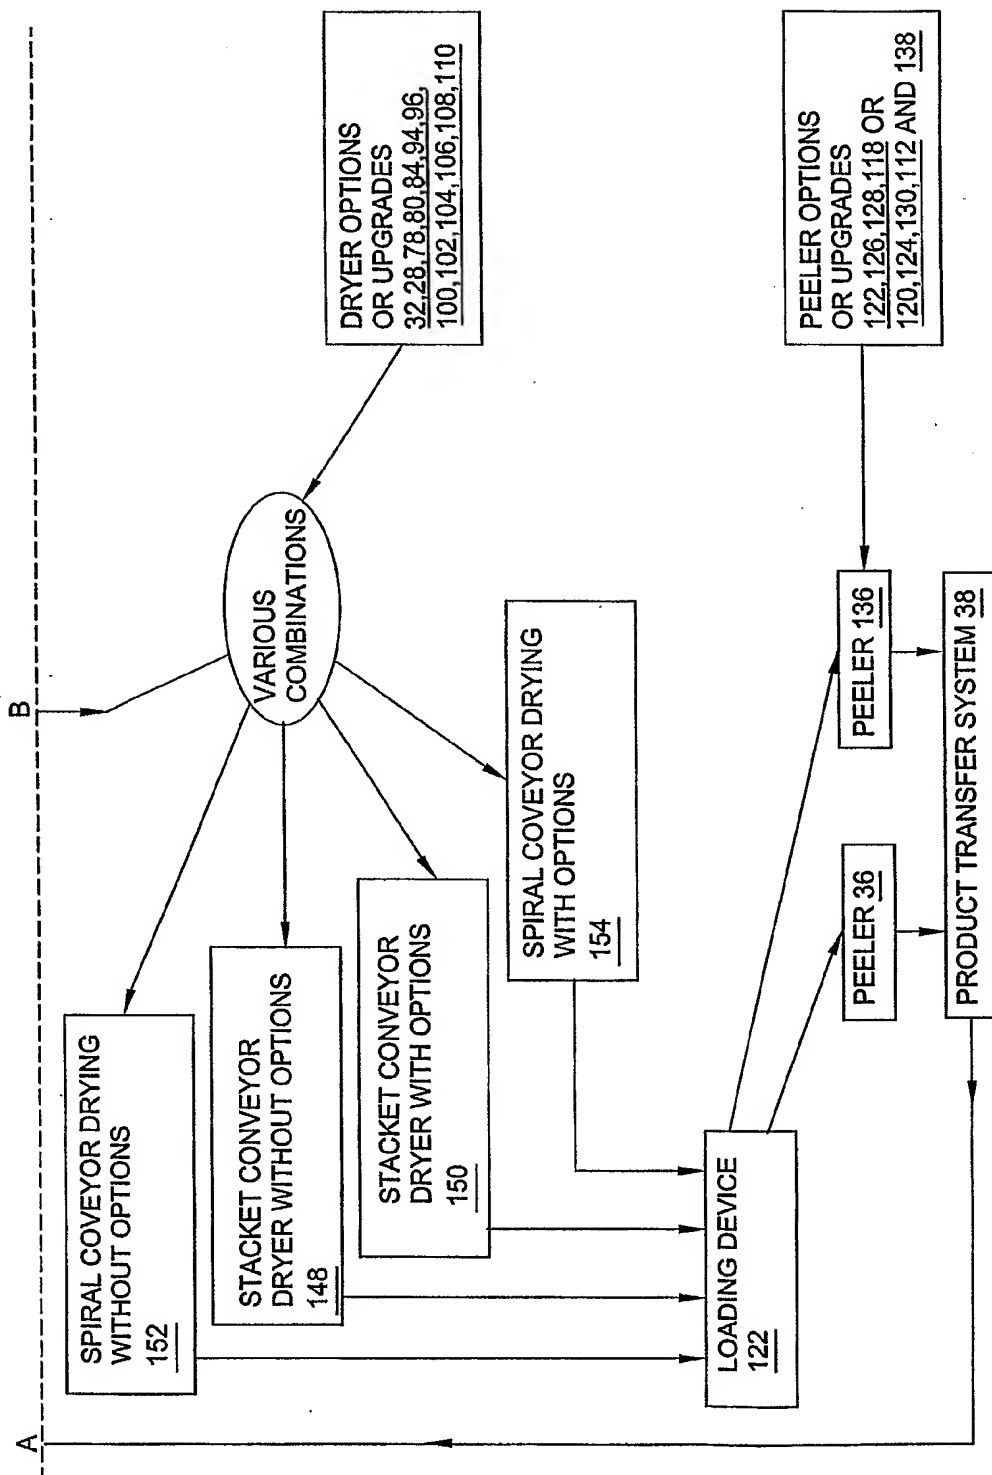 A
B
SPIRAL COVEYOR DRYING
WITHOUT OPTIONS
152
STACKET CONVEYOR
DRYER WITHOUT OPTIONS
148
STACKET CONVEYOR
DRYER WITH OPTIONS
150
SPIRAL COVEYOR DRYING
WITH OPTIONS
154
VARIOUS
COMBINATIONS
DRYER OPTIONS
OR UPGRADES
32,28,78,80,84,94,96,
100,102,104,106,108,110
LOADING DEVICE
122
PEELER 36
PEELER 136
PEELER OPTIONS
OR UPGRADES
122,126,128,118 OR
120,124,130,112 AND 138
PRODUCT TRANSFER SYSTEM 38